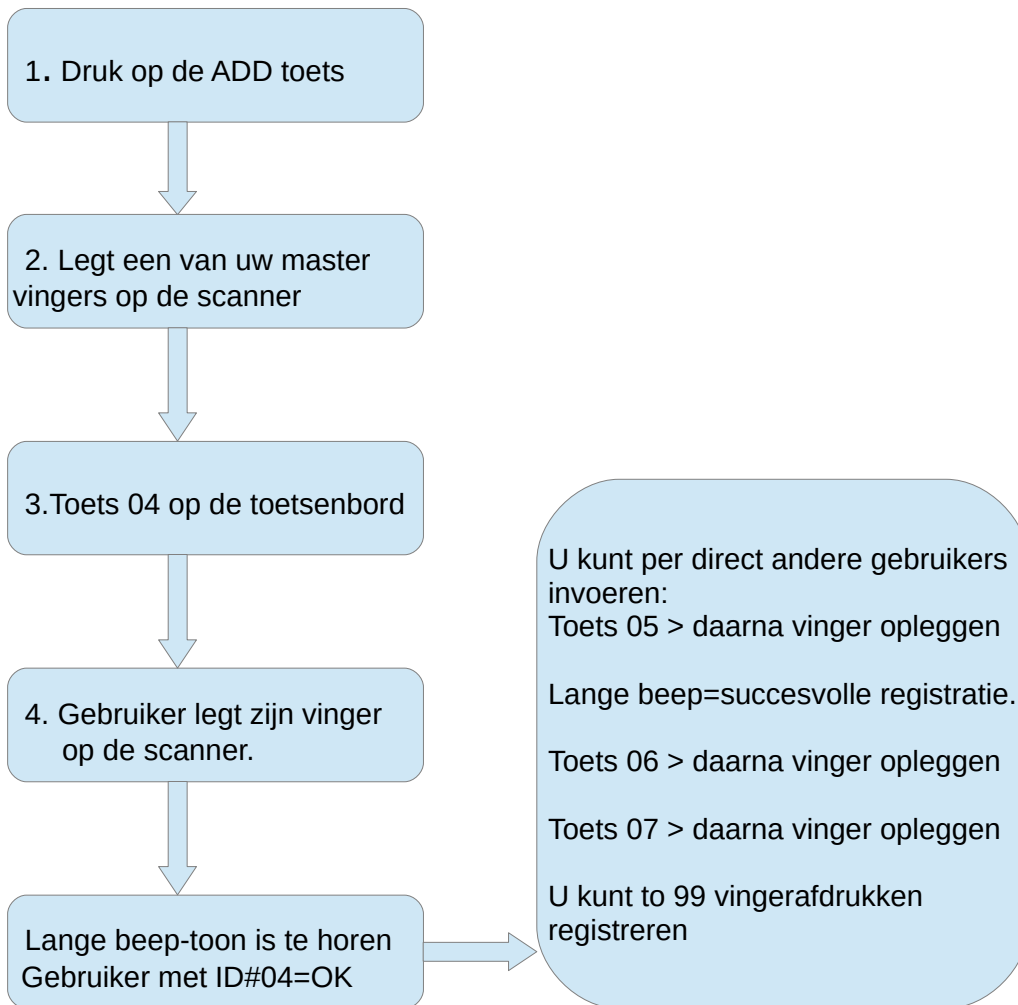 1. Druk op de ADD toets
2. Legt een van uw master
vingers op de scanner
3.Toets 04 op de toetsenbord
4. Gebruiker legt zijn vinger
op de scanner.
Lange beep-toon is te horen
Gebruiker met ID#04=OK
U kunt per direct andere gebruikers
invoeren:
Toets 05 > daarna vinger opleggen
Lange beep=succesvolle registratie.
Toets 06 > daarna vinger opleggen
Toets 07 > daarna vinger opleggen
U kunt to 99 vingerafdrukken
registreren